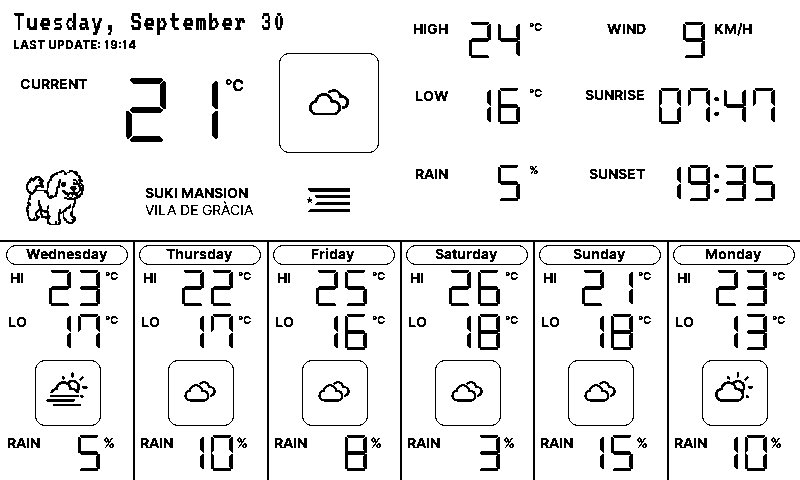 Tuesday, September 30
LAST UPDATE: 19:14
CURRENT 21 °C
HIGH 24 °C
WIND 9 KM/H
LOW 16 °C
SUNRISE 07:47
RAIN 5 %
SUNSET 19:35
SUKI MANSION
VILA DE GRÀCIA
Wednesday
HI 23 °C
LO 17 °C
RAIN 5 %
Thursday
HI 22 °C
LO 17 °C
RAIN 10 %
Friday
HI 25 °C
LO 16 °C
RAIN 8 %
Saturday
HI 26 °C
LO 18 °C
RAIN 3 %
Sunday
HI 21 °C
LO 18 °C
RAIN 15 %
Monday
HI 23 °C
LO 13 °C
RAIN 10 %